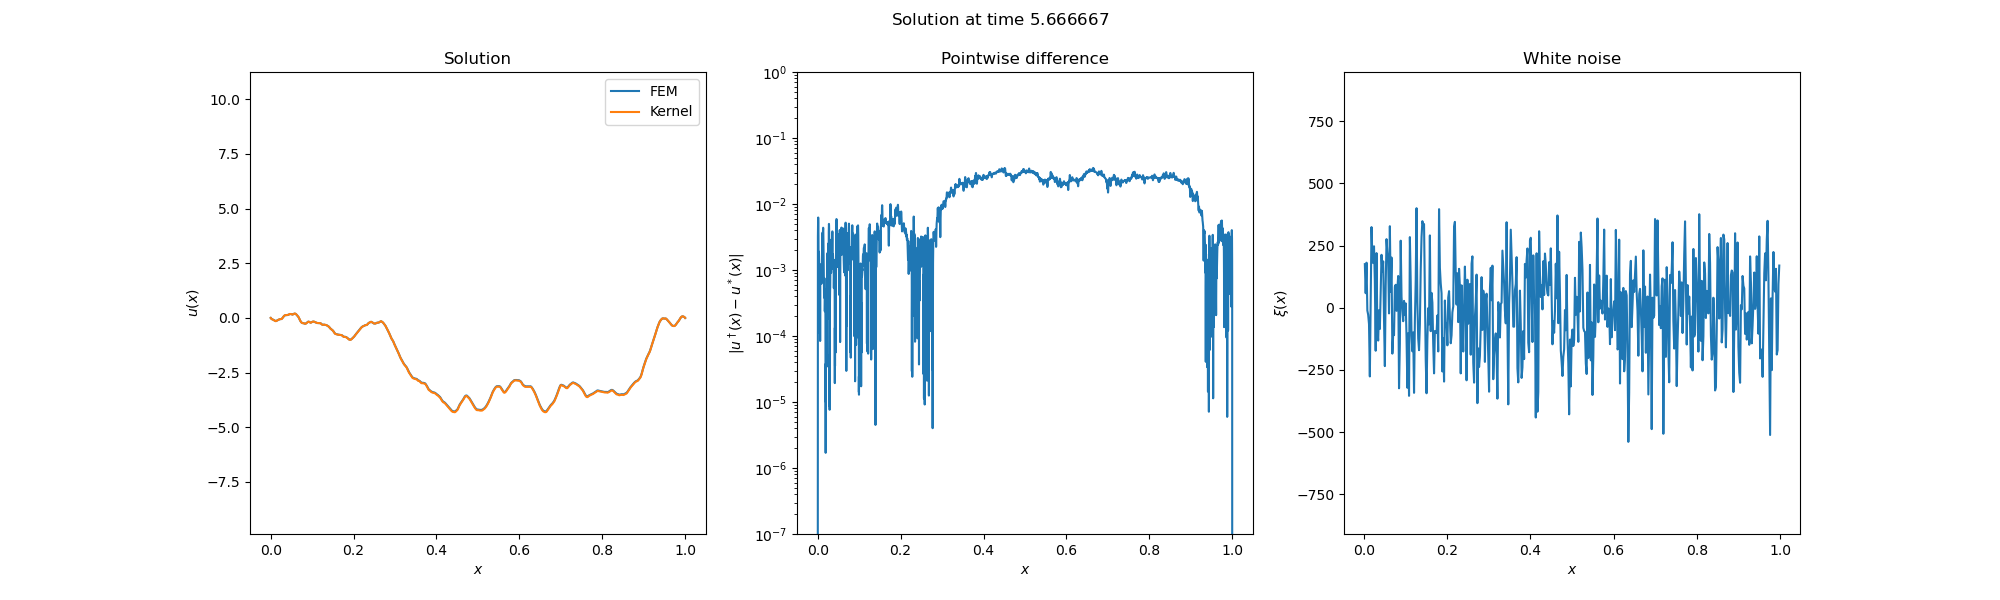 Solution at time 5.666667
Solution
10.0
7.5
5.0
2.5
0.0
−2.5
−5.0
−7.5
u(x)
0.0 0.2 0.4 0.6 0.8 1.0
x
FEM
Kernel
Pointwise difference
10⁰
10⁻¹
10⁻²
10⁻³
10⁻⁴
10⁻⁵
10⁻⁶
10⁻⁷
|u†(x) − u*(x)|
0.0 0.2 0.4 0.6 0.8 1.0
x
White noise
750
500
250
0
−250
−500
−750
ξ(x)
0.0 0.2 0.4 0.6 0.8 1.0
x